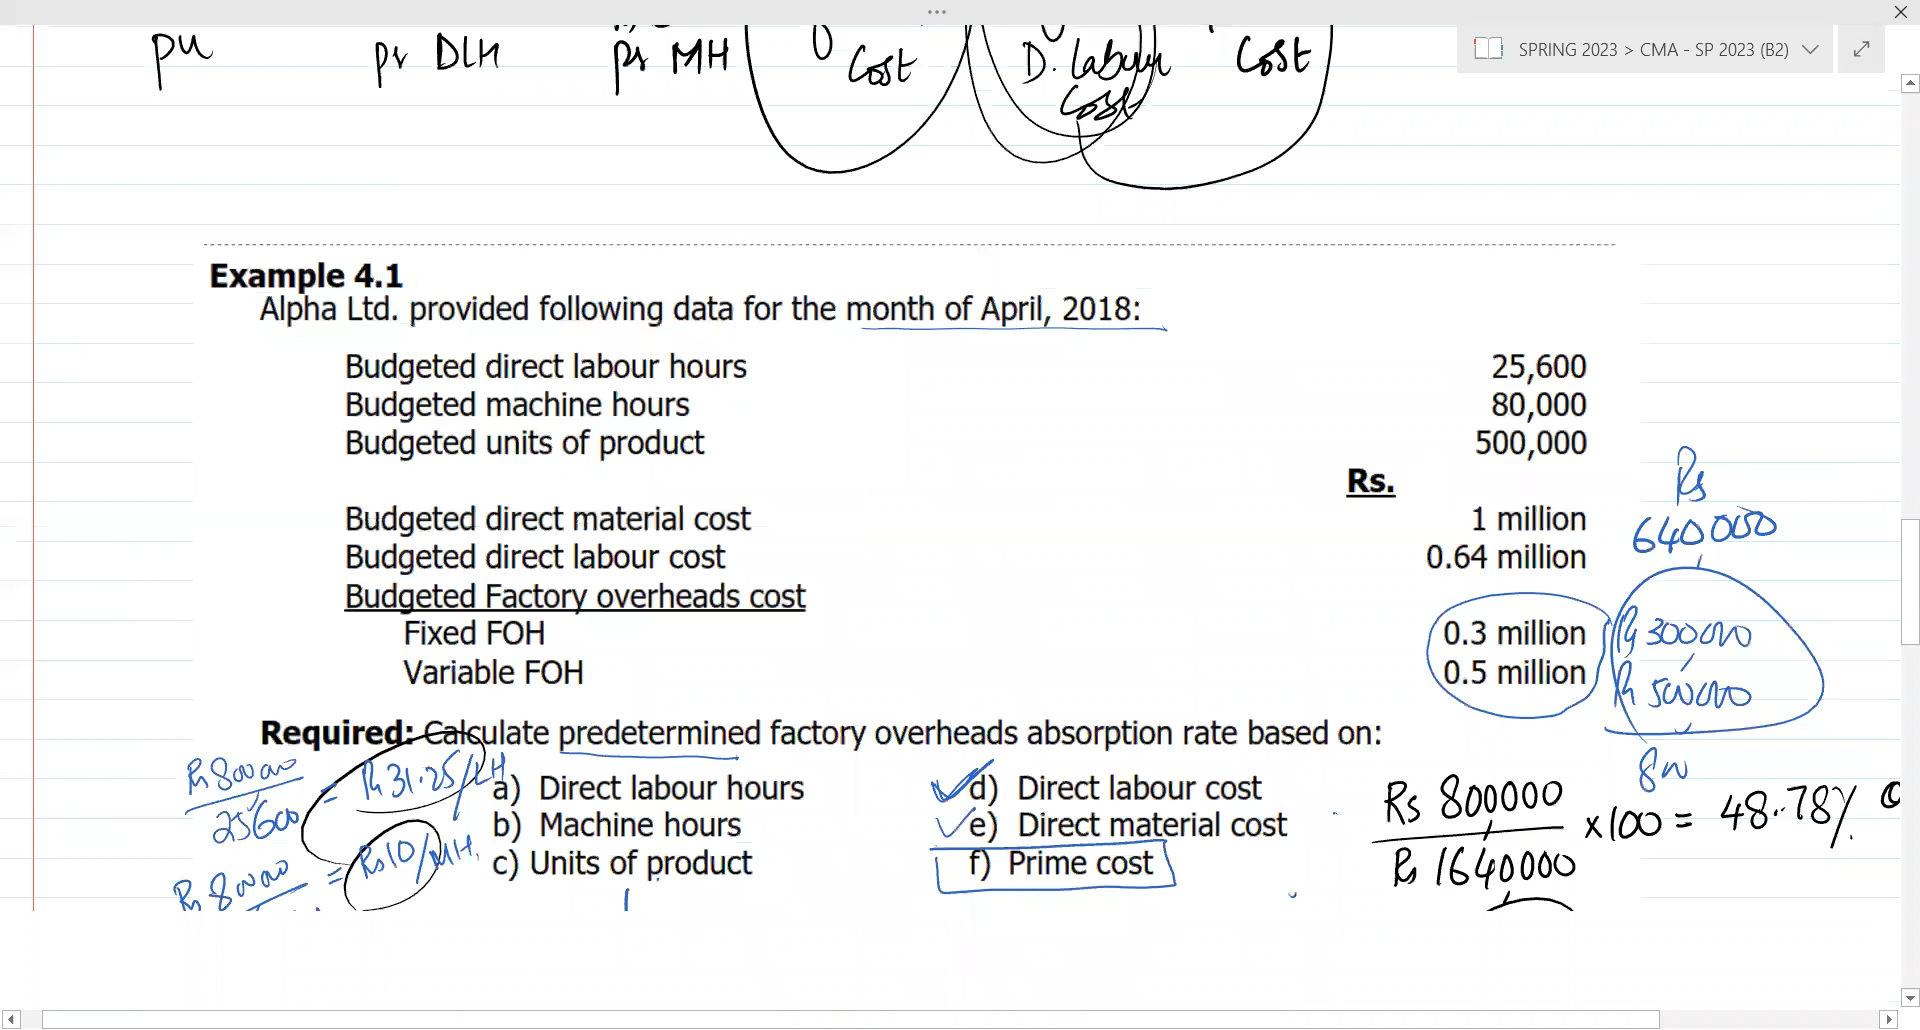 SPRING 2023 > CMA - SP 2023 (B2)
pu
pr DLH
pr MH
Cost
D. labour
Cost
Cost
Example 4.1
Alpha Ltd. provided following data for the month of April, 2018:
Budgeted direct labour hours 25,600
Budgeted machine hours 80,000
Budgeted units of product 500,000
Rs.
Rs
Budgeted direct material cost 1 million
640000
Budgeted direct labour cost 0.64 million
Budgeted Factory overheads cost
Fixed FOH 0.3 million
Rs 300000
Variable FOH 0.5 million
Rs 500000
Required: Calculate predetermined factory overheads absorption rate based on:
800
Rs 800000
25600
= Rs 31.25/LH
a) Direct labour hours
d) Direct labour cost
b) Machine hours
e) Direct material cost
c) Units of product
f) Prime cost
Rs 80000
= Rs10/MH
Rs 800000
Rs 1640000
x100 = 48.78%